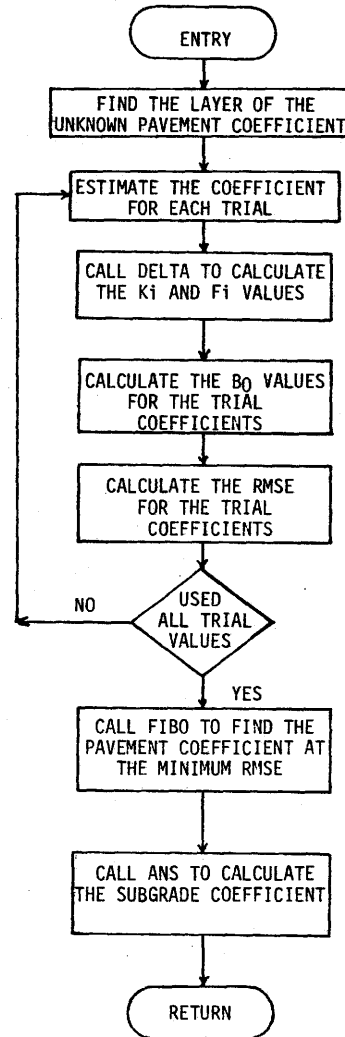 ENTRY
FIND THE LAYER OF THE
UNKNOWN PAVEMENT COEFFICIENT
ESTIMATE THE COEFFICIENT
FOR EACH TRIAL
CALL DELTA TO CALCULATE
THE Ki AND Fi VALUES
CALCULATE THE B0 VALUES
FOR THE TRIAL
COEFFICIENTS
CALCULATE THE RMSE
FOR THE TRIAL
COEFFICIENTS
NO
USED
ALL TRIAL
VALUES
YES
CALL FIBO TO FIND THE
PAVEMENT COEFFICIENT AT
THE MINIMUM RMSE
CALL ANS TO CALCULATE
THE SUBGRADE COEFFICIENT
RETURN